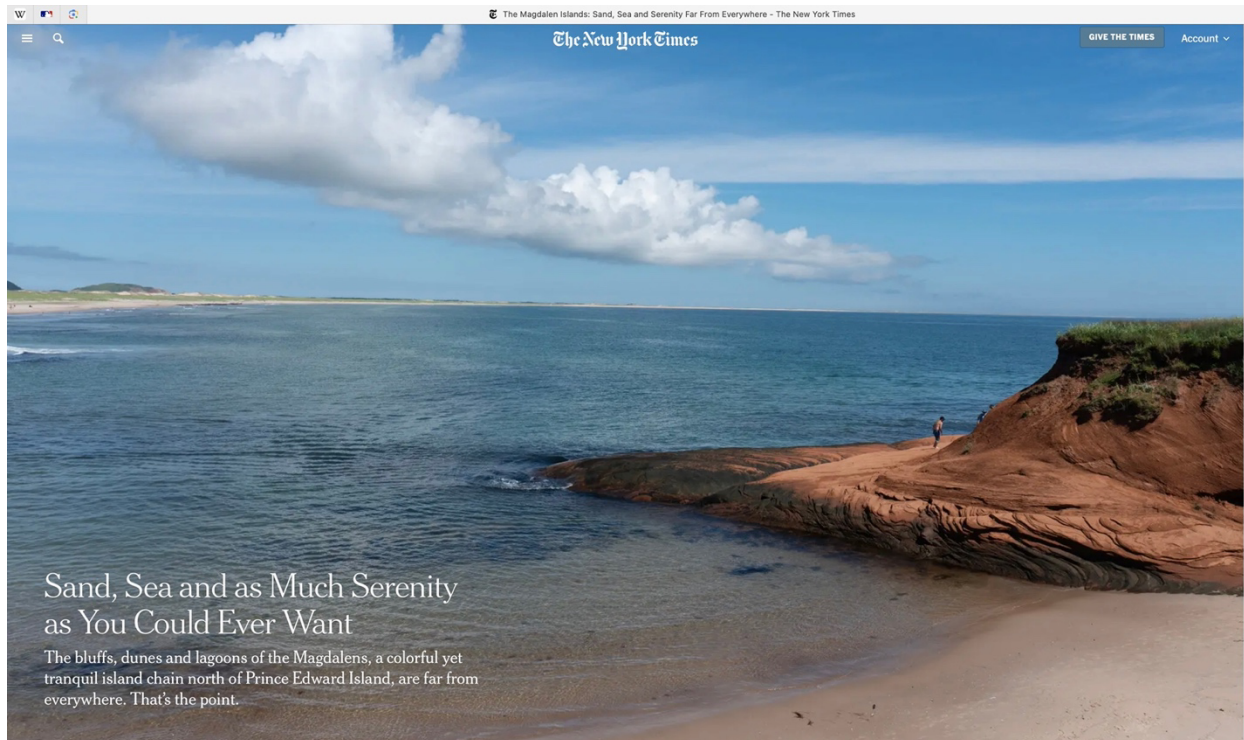 W
The Magdalen Islands: Sand, Sea and Serenity Far From Everywhere - The New York Times
The New York Times
GIVE THE TIMES
Account
Sand, Sea and as Much Serenity
as You Could Ever Want
The bluffs, dunes and lagoons of the Magdalens, a colorful yet
tranquil island chain north of Prince Edward Island, are far from
everywhere. That's the point.